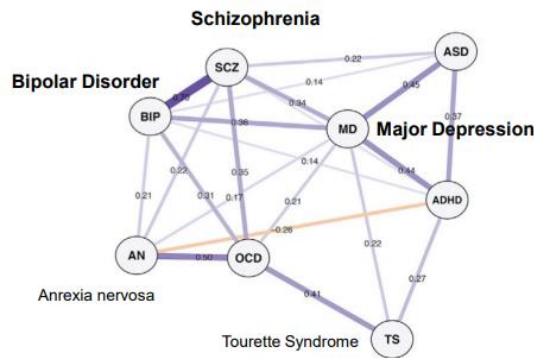 Schizophrenia
ASD
SCZ
0.22
Bipolar Disorder
0.14
0.45
0.34
0.37
BIP
0.36
MD
Major Depression
0.14
0.44
0.22
0.35
0.21
0.31
0.17
0.21
ADHD
-0.26
0.22
AN
0.50
OCD
0.27
Anrexia nervosa
0.41
Tourette Syndrome
TS